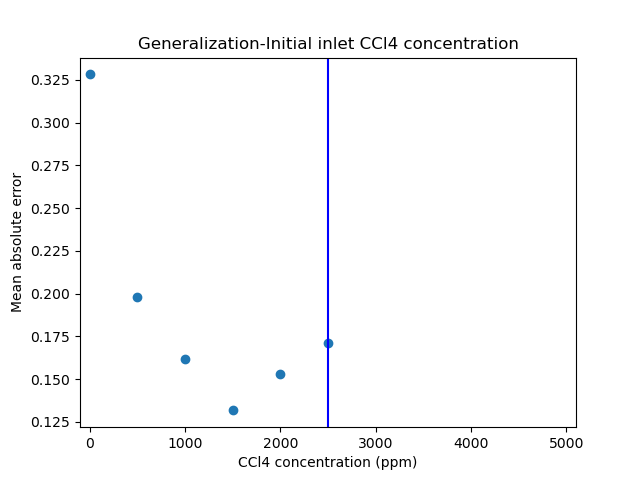 Generalization-Initial inlet CCl4 concentration
0.325
0.300
0.275
0.250
0.225
0.200
0.175
0.150
0.125
Mean absolute error
0 1000 2000 3000 4000 5000
CCl4 concentration (ppm)